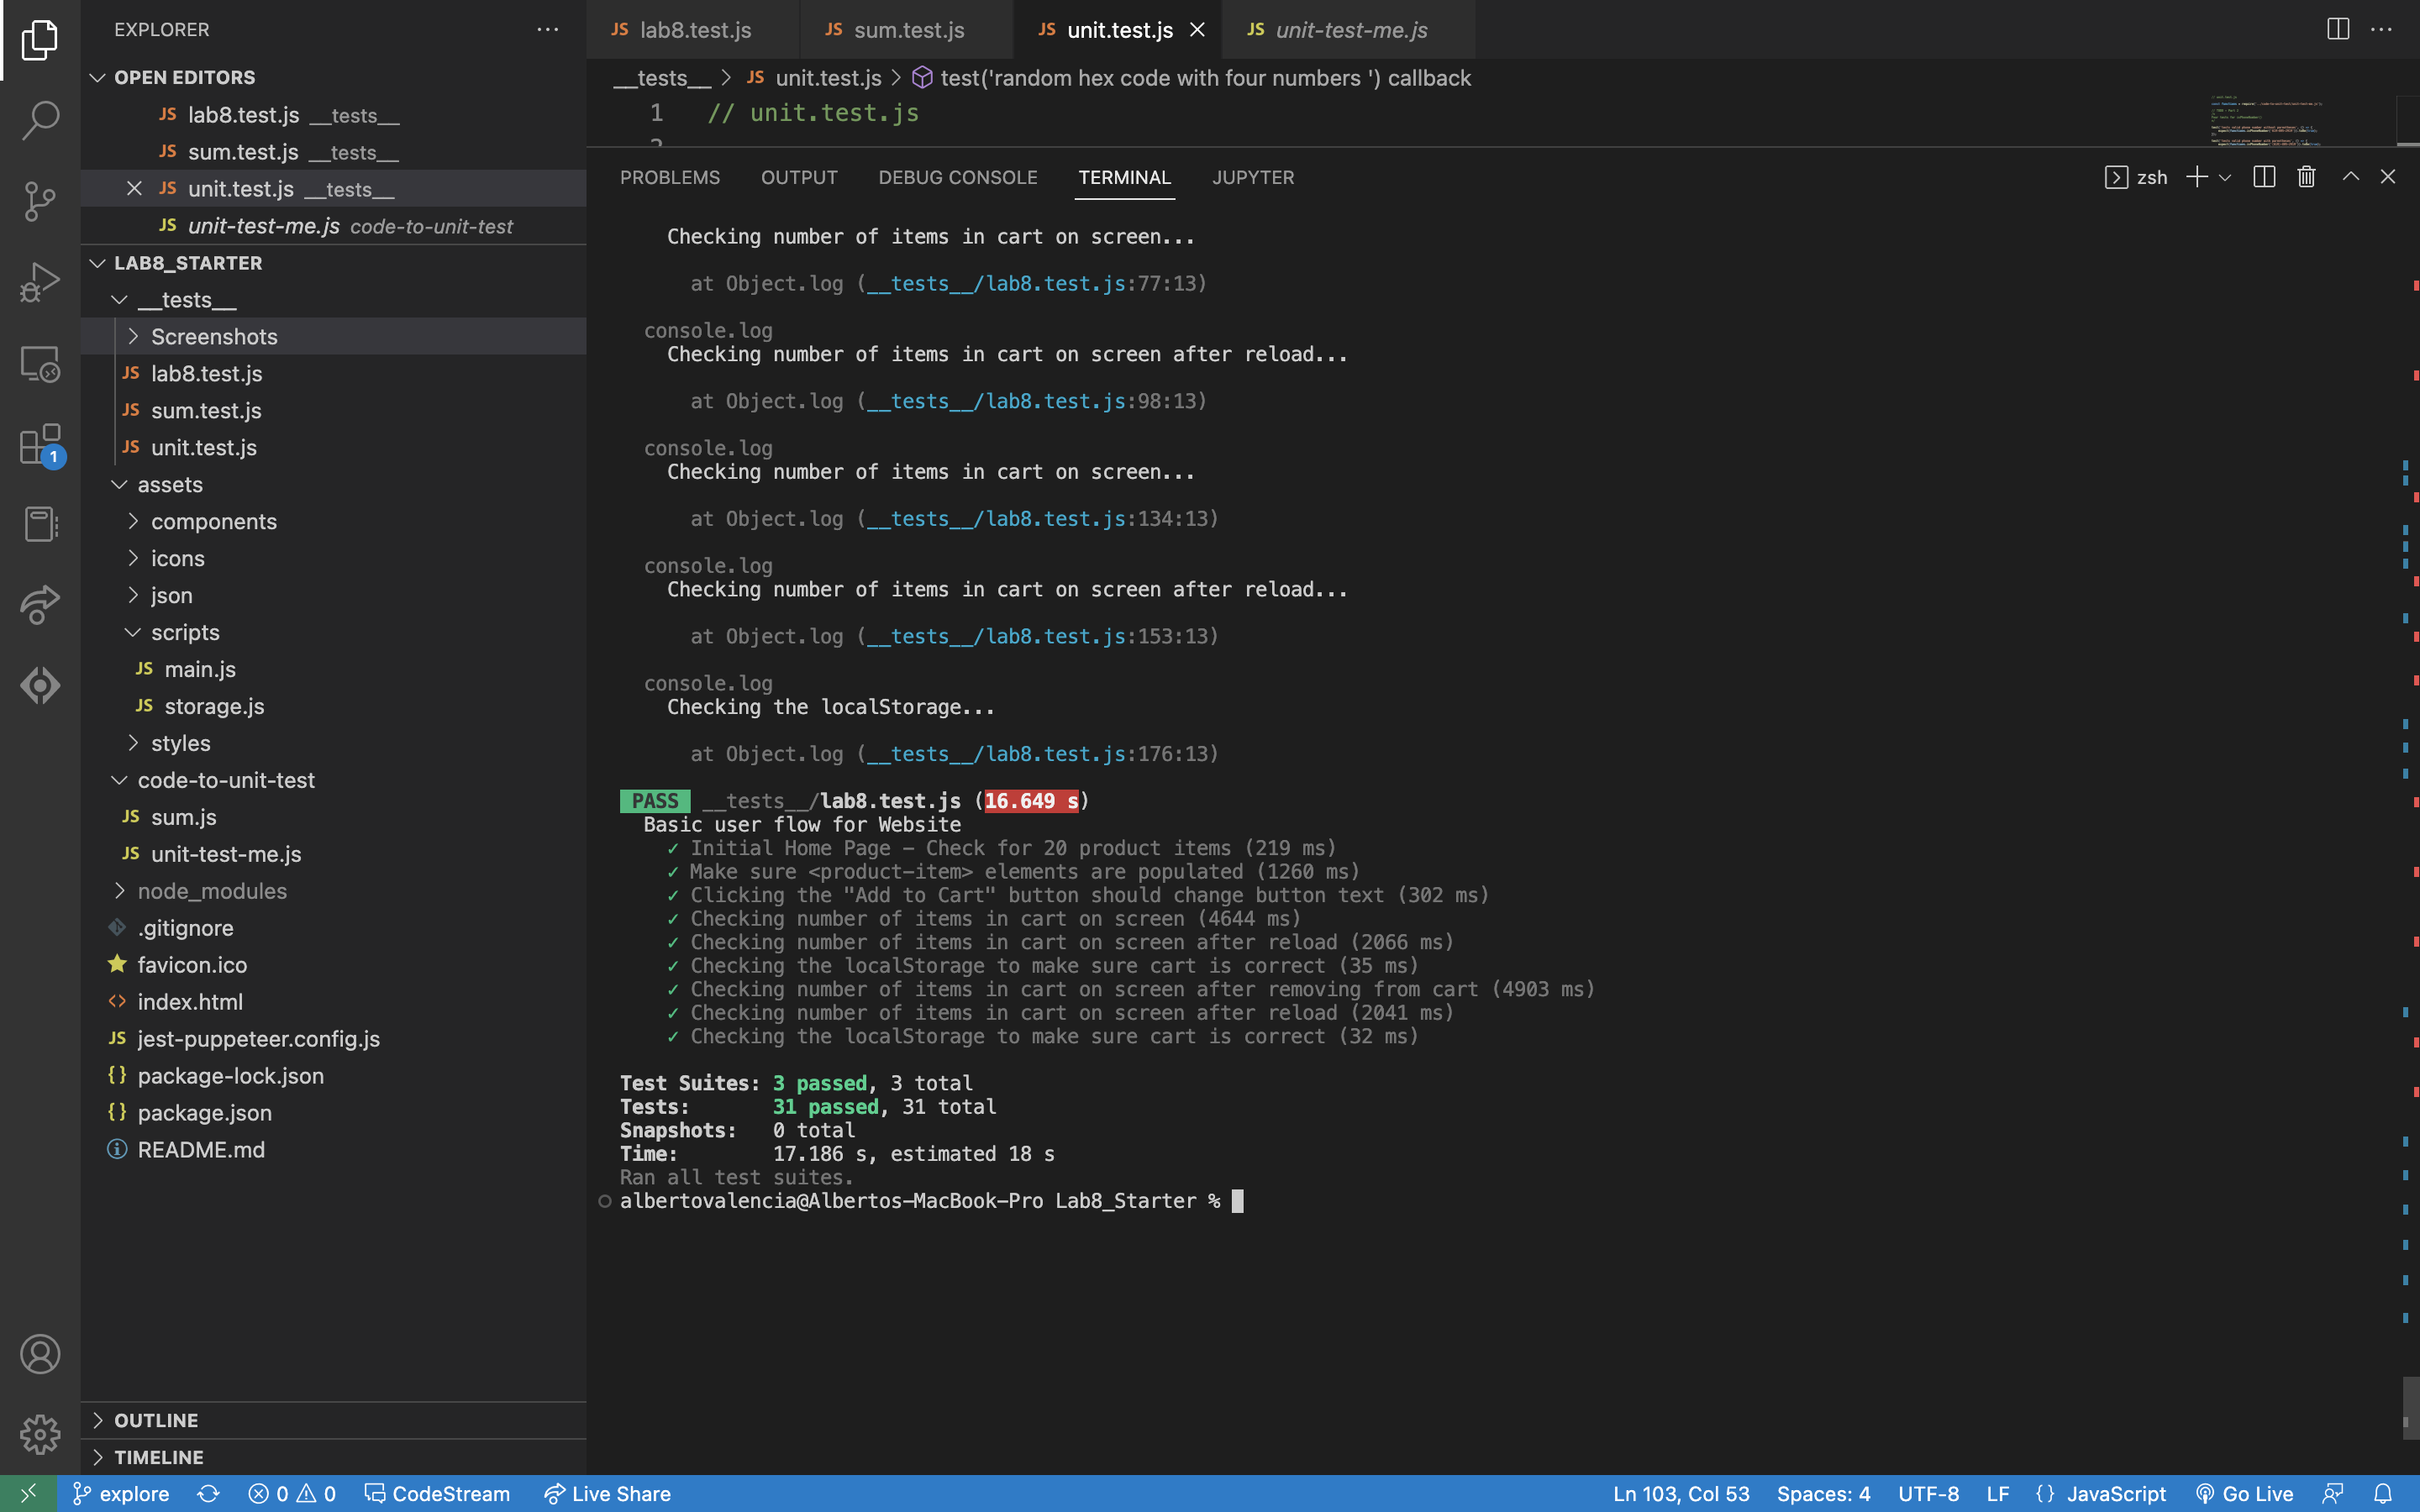 EXPLORER
OPEN EDITORS
JS lab8.test.js __tests__
JS sum.test.js __tests__
JS unit.test.js __tests__
JS unit-test-me.js code-to-unit-test
LAB8_STARTER
__tests__
Screenshots
JS lab8.test.js
JS sum.test.js
JS unit.test.js
assets
components
icons
json
scripts
JS main.js
JS storage.js
styles
code-to-unit-test
JS sum.js
JS unit-test-me.js
node_modules
.gitignore
favicon.ico
<> index.html
JS jest-puppeteer.config.js
{} package-lock.json
{} package.json
README.md
OUTLINE
TIMELINE
1
JS lab8.test.js
JS sum.test.js
JS unit.test.js
JS unit-test-me.js
__tests__ > JS unit.test.js > test('random hex code with four numbers ') callback
1 // unit.test.js
PROBLEMS OUTPUT DEBUG CONSOLE TERMINAL JUPYTER
zsh
Checking number of items in cart on screen...
at Object.log (__tests__/lab8.test.js:77:13)
console.log
Checking number of items in cart on screen after reload...
at Object.log (__tests__/lab8.test.js:98:13)
console.log
Checking number of items in cart on screen...
at Object.log (__tests__/lab8.test.js:134:13)
console.log
Checking number of items in cart on screen after reload...
at Object.log (__tests__/lab8.test.js:153:13)
console.log
Checking the localStorage...
at Object.log (__tests__/lab8.test.js:176:13)
PASS __tests__/lab8.test.js (16.649 s)
Basic user flow for Website
✓ Initial Home Page - Check for 20 product items (219 ms)
✓ Make sure <product-item> elements are populated (1260 ms)
✓ Clicking the "Add to Cart" button should change button text (302 ms)
✓ Checking number of items in cart on screen (4644 ms)
✓ Checking number of items in cart on screen after reload (2066 ms)
✓ Checking the localStorage to make sure cart is correct (35 ms)
✓ Checking number of items in cart on screen after removing from cart (4903 ms)
✓ Checking number of items in cart on screen after reload (2041 ms)
✓ Checking the localStorage to make sure cart is correct (32 ms)
Test Suites: 3 passed, 3 total
Tests: 31 passed, 31 total
Snapshots: 0 total
Time: 17.186 s, estimated 18 s
Ran all test suites.
albertovalencia@Albertos-MacBook-Pro Lab8_Starter %
explore 0 0 CodeStream Live Share
Ln 103, Col 53 Spaces: 4 UTF-8 LF {} JavaScript Go Live